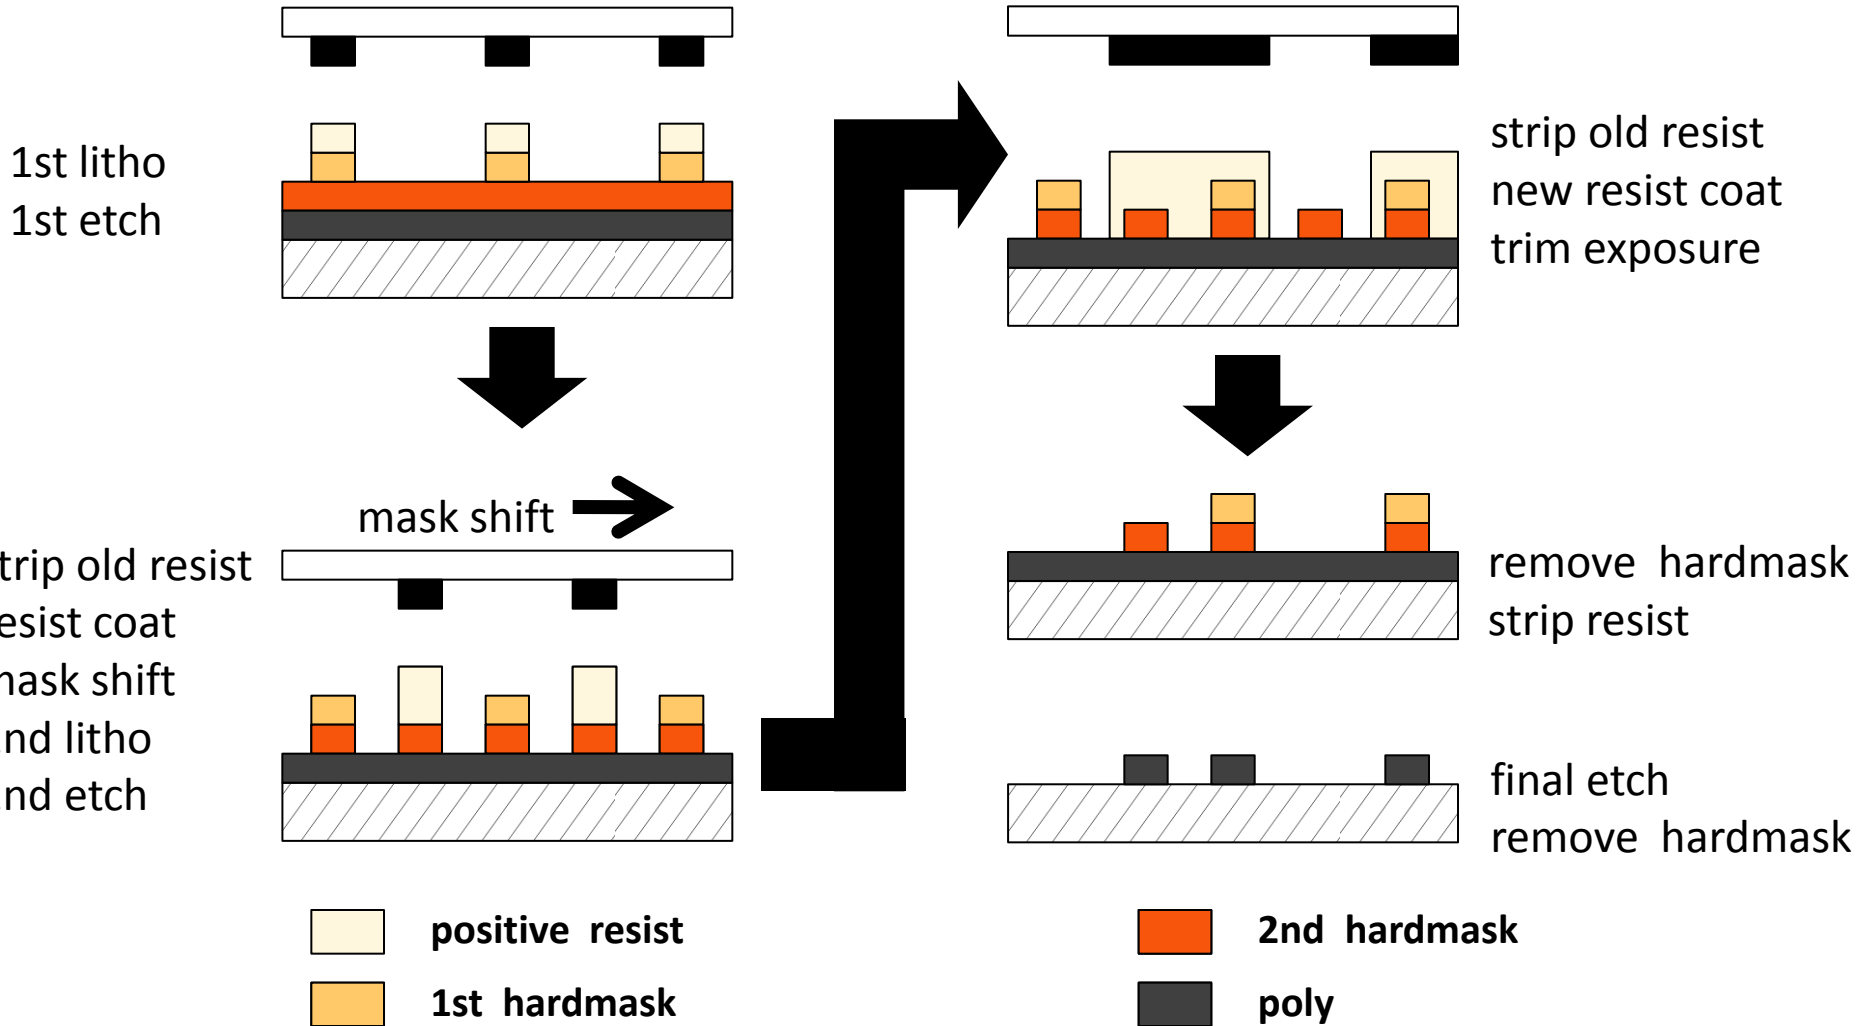 1st litho
1st etch
mask shift
trip old resist
esist coat
mask shift
nd litho
nd etch
strip old resist
new resist coat
trim exposure
remove hardmask
strip resist
final etch
remove hardmask
positive resist
1st hardmask
2nd hardmask
poly